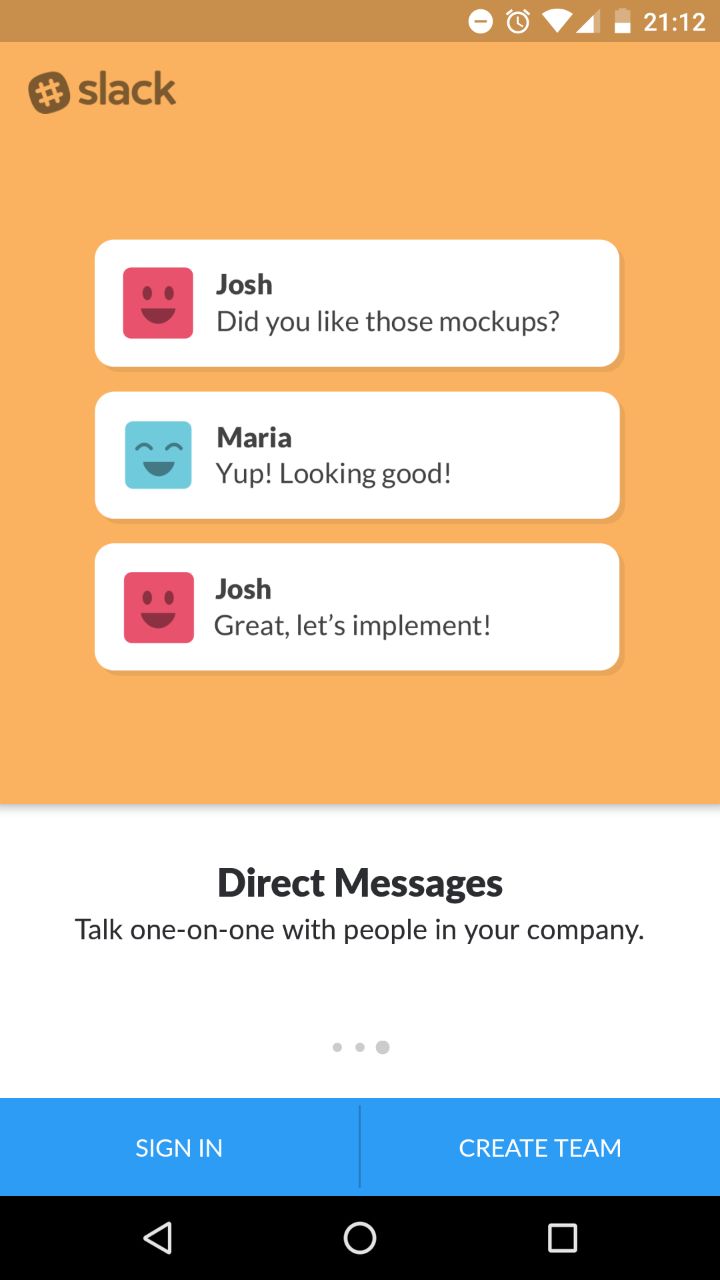 21:12
slack
Josh
Did you like those mockups?
Maria
Yup! Looking good!
Josh
Great, let’s implement!
Direct Messages
Talk one-on-one with people in your company.
SIGN IN
CREATE TEAM